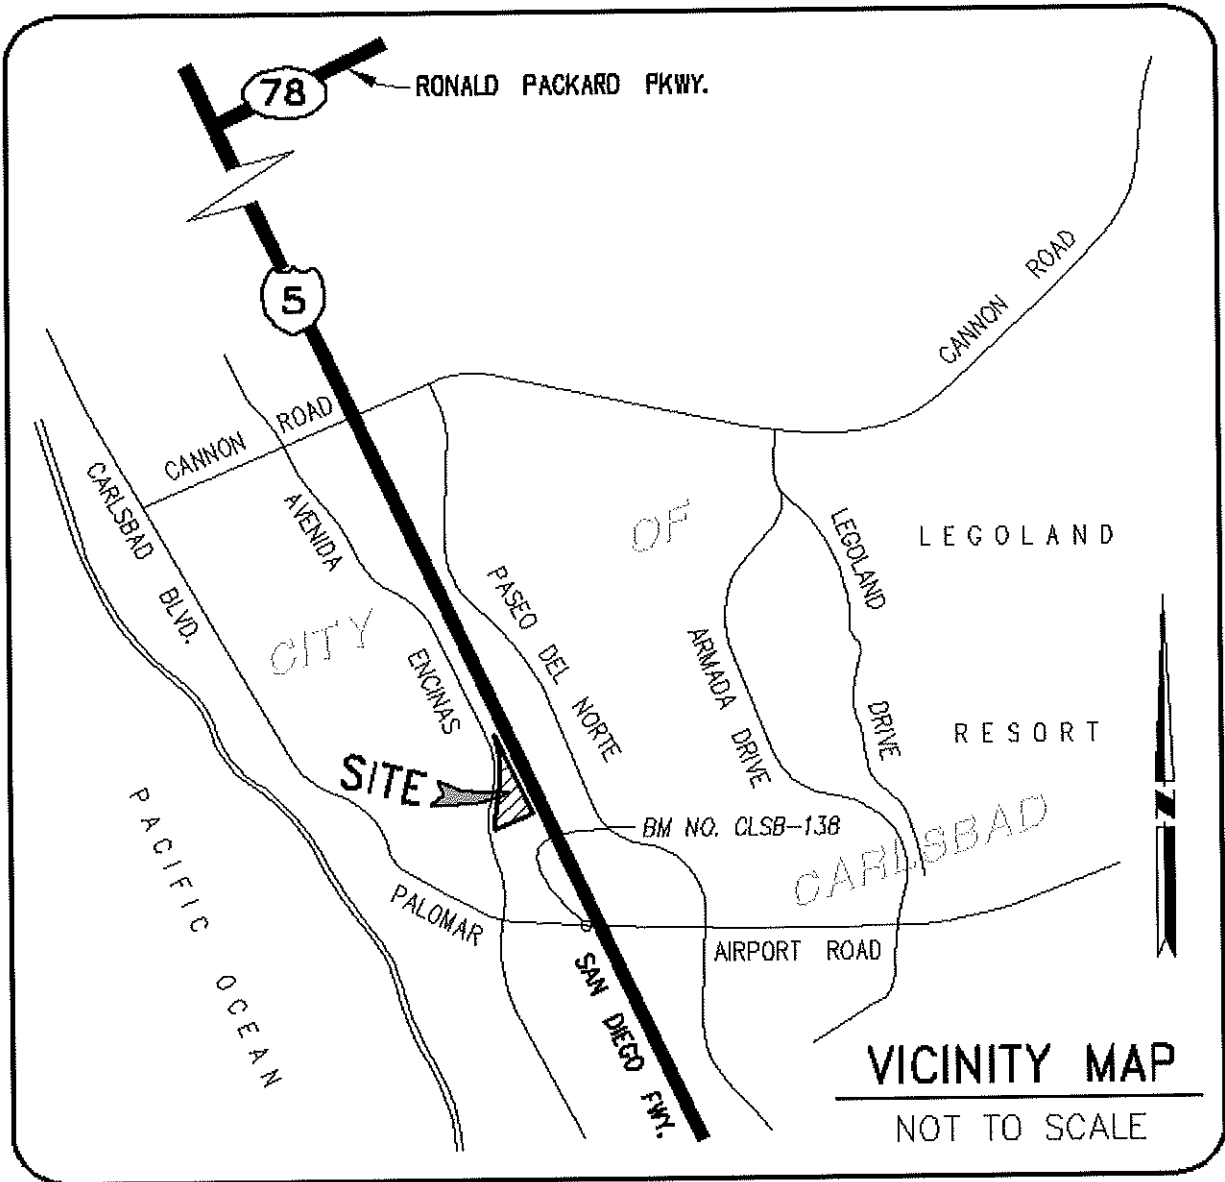 78
RONALD PACKARD PKWY.
5
CANNON ROAD
CANNON ROAD
CARLSBAD BLVD.
AVENIDA ENCINAS
PASEO DEL NORTE
CITY OF CARLSBAD
ARMADA DRIVE
LEGOLAND DRIVE
LEGOLAND
RESORT
SITE
BM NO. CLSB-138
PACIFIC OCEAN
PALOMAR AIRPORT ROAD
SAN DIEGO FWY.
N
VICINITY MAP
NOT TO SCALE